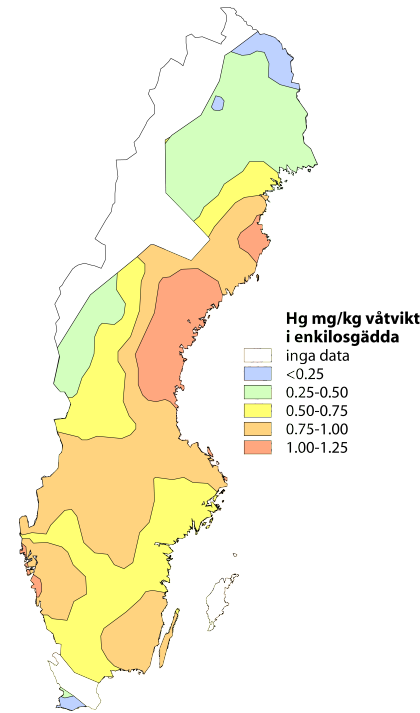 Hg mg/kg våtvikt
i enkilosgädda
inga data
<0.25
0.25-0.50
0.50-0.75
0.75-1.00
1.00-1.25